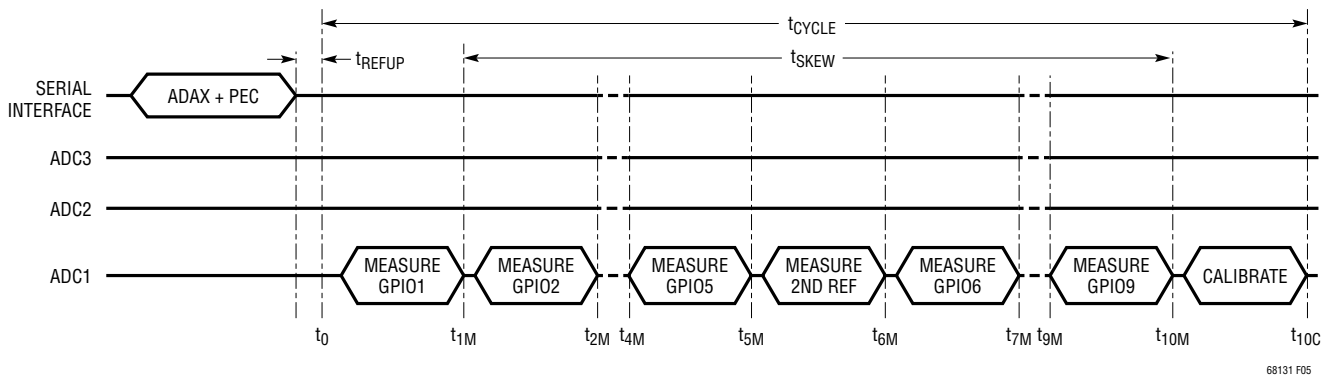 tCYCLE
tREFUP
tSKEW
SERIAL
INTERFACE
ADAX + PEC
ADC3
ADC2
ADC1
MEASURE
GPIO1
MEASURE
GPIO2
MEASURE
GPIO5
MEASURE
2ND REF
MEASURE
GPIO6
MEASURE
GPIO9
CALIBRATE
t0
t1M
t2M
t4M
t5M
t6M
t7M
t9M
t10M
t10C
68131 F05